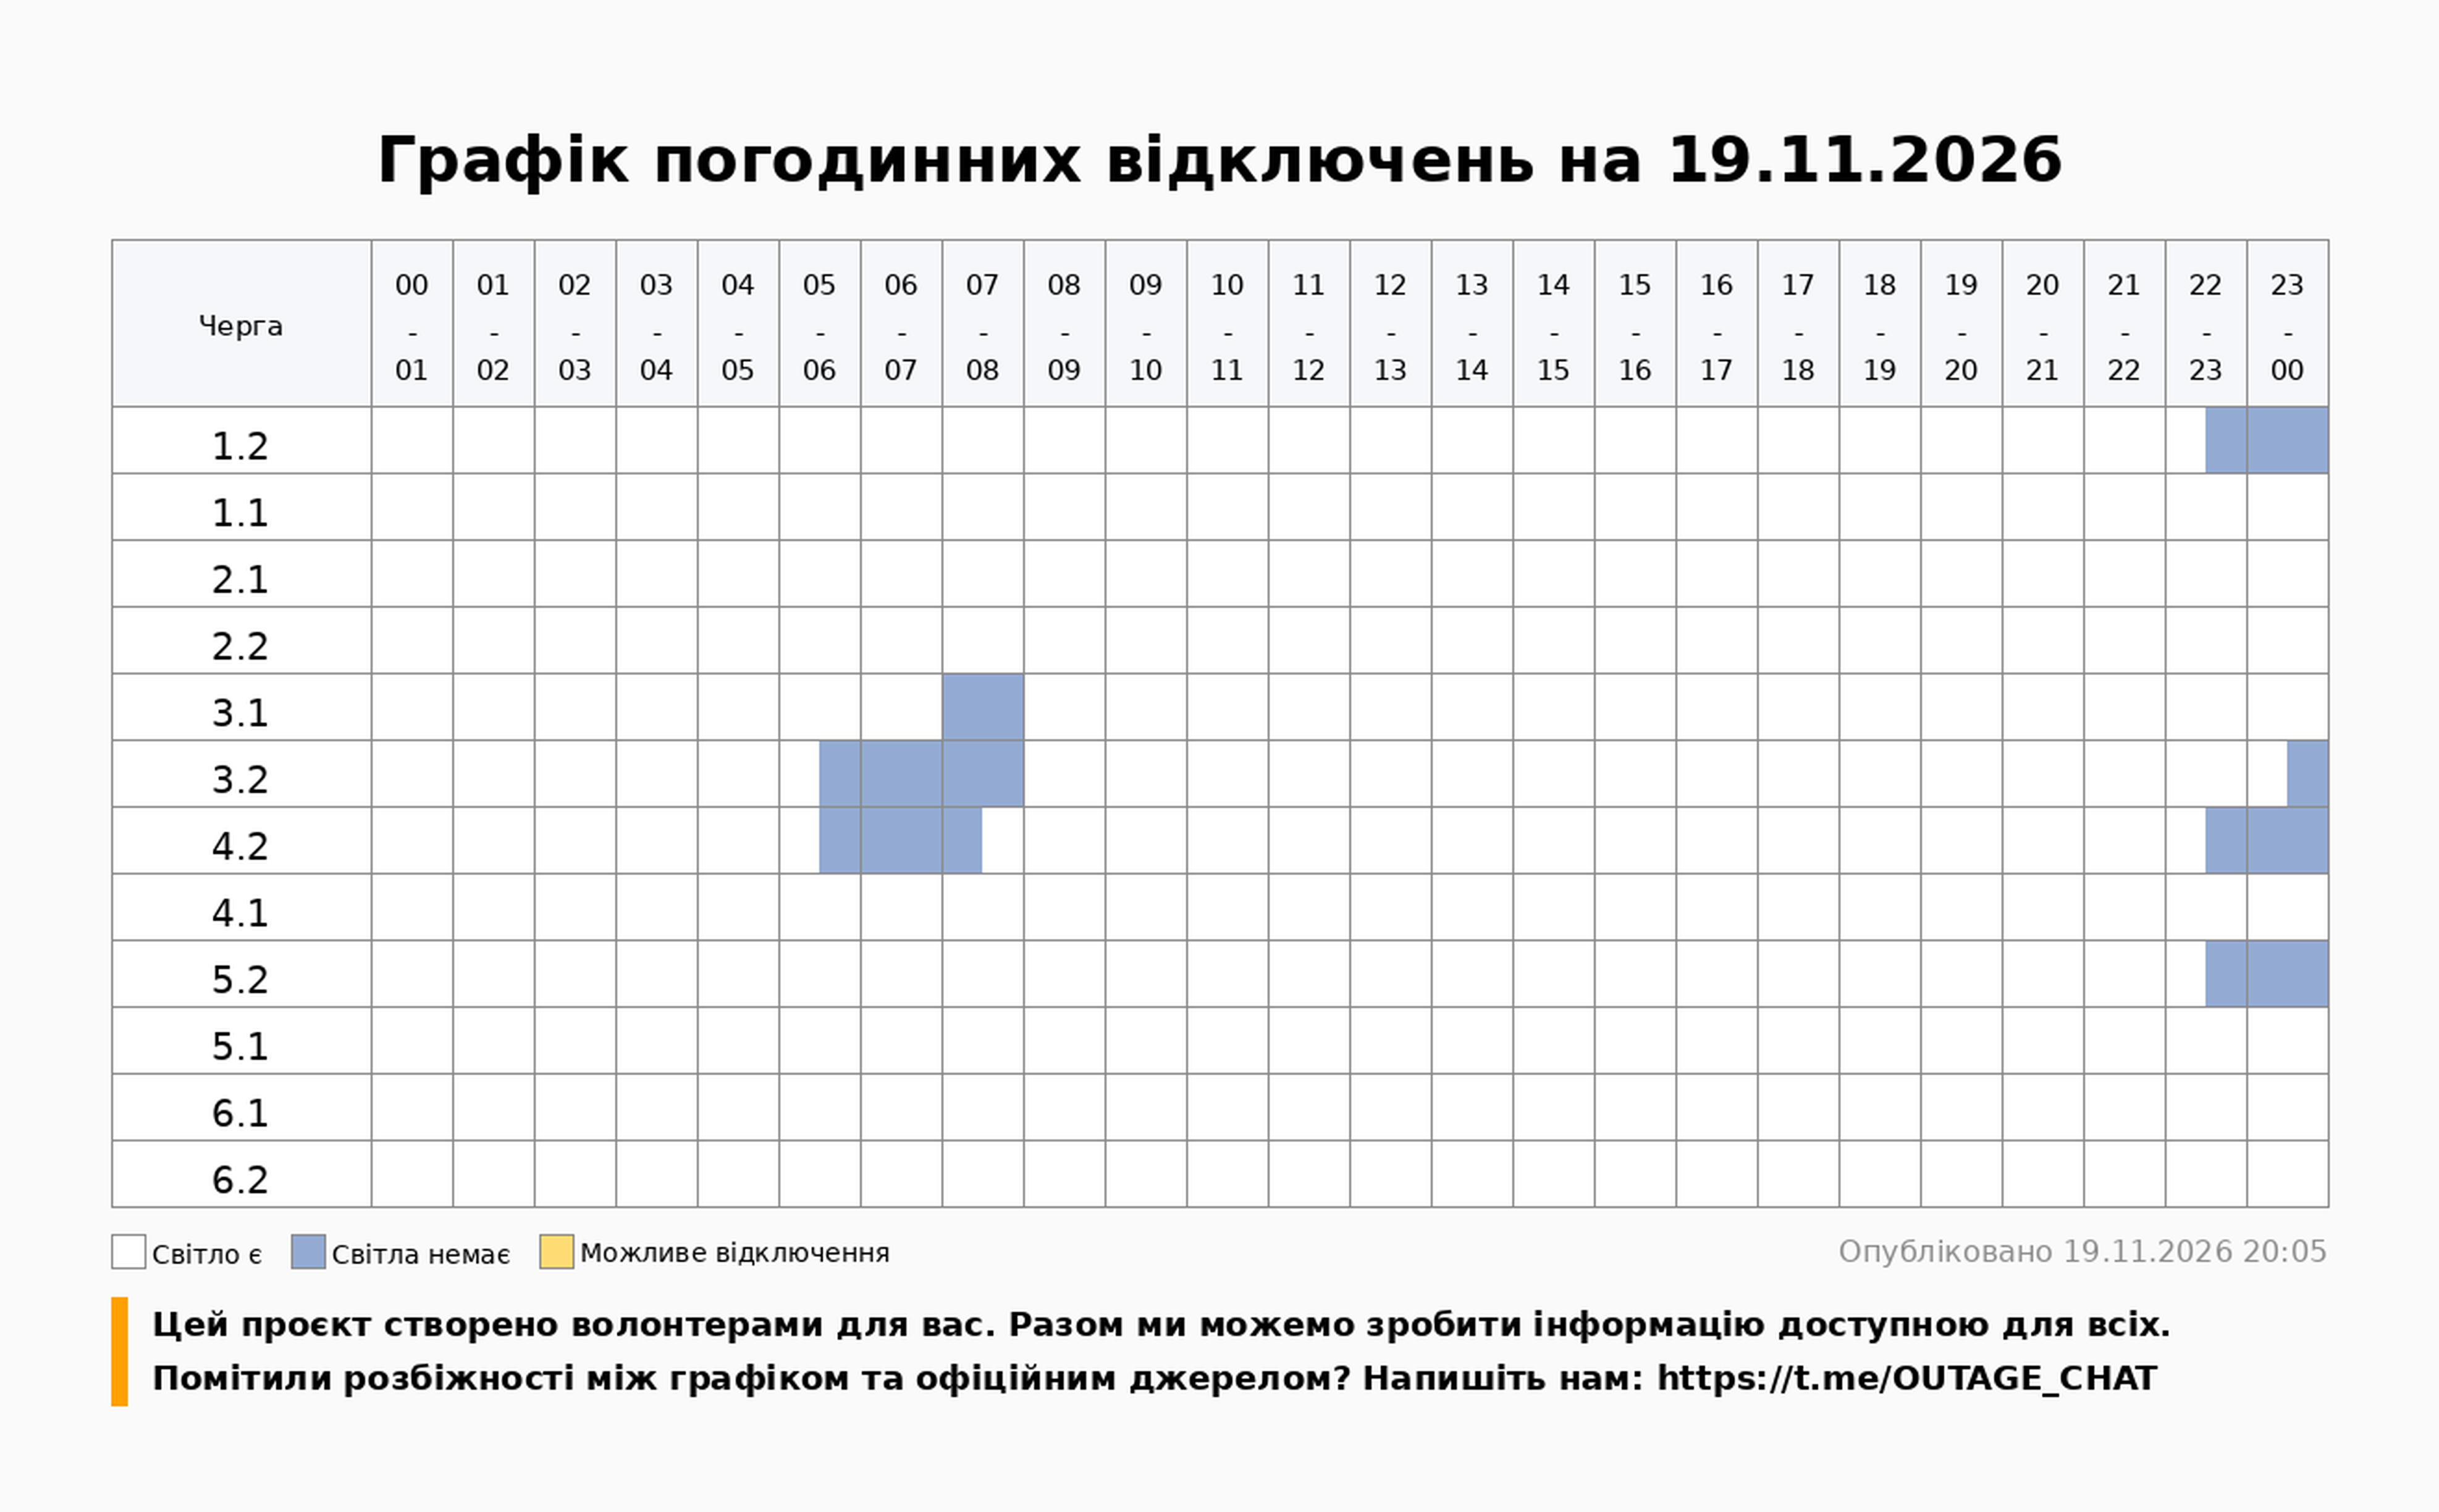 Графік погодинних відключень на 19.11.2026
Черга 00 - 01 01 - 02 02 - 03 03 - 04 04 - 05 05 - 06 06 - 07 07 - 08 08 - 09 09 - 10 10 - 11 11 - 12 12 - 13 13 - 14 14 - 15 15 - 16 16 - 17 17 - 18 18 - 19 19 - 20 20 - 21 21 - 22 22 - 23 23 - 00
1.2
1.1
2.1
2.2
3.1
3.2
4.2
4.1
5.2
5.1
6.1
6.2
Світло є Світла немає Можливе відключення Опубліковано 19.11.2026 20:05
Цей проєкт створено волонтерами для вас. Разом ми можемо зробити інформацію доступною для всіх.
Помітили розбіжності між графіком та офіційним джерелом? Напишіть нам: https://t.me/OUTAGE_CHAT